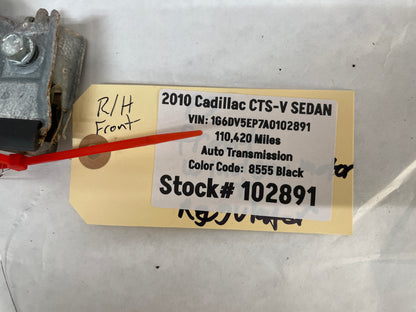 R/H
Front
2010 Cadillac CTS-V SEDAN
VIN: 1G6DV5EP7A0102891
110,420 Miles
Auto Transmission
Color Code: 8555 Black
Stock# 102891